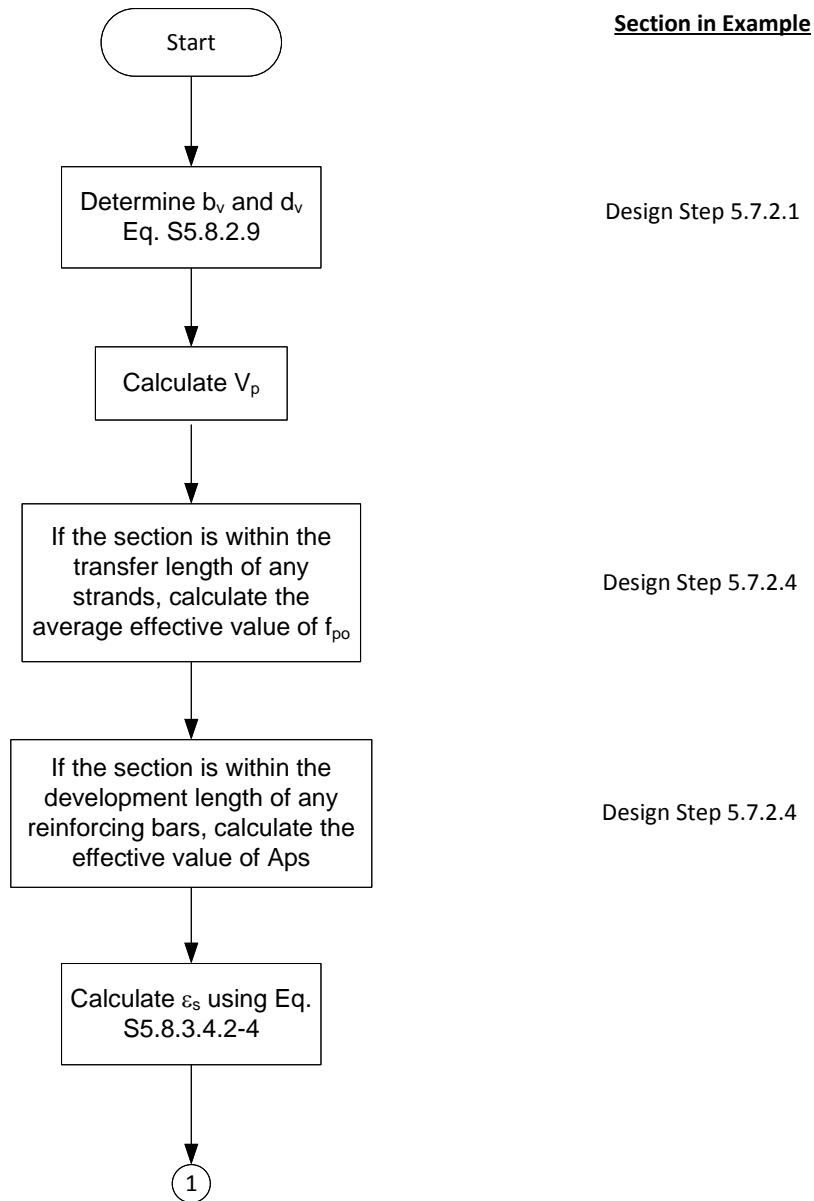 Section in Example
Start
Determine bᵥ and dᵥ
Eq. S5.8.2.9
Design Step 5.7.2.1
Calculate Vₚ
If the section is within the
transfer length of any
strands, calculate the
average effective value of fₚₒ
Design Step 5.7.2.4
If the section is within the
development length of any
reinforcing bars, calculate the
effective value of Aps
Design Step 5.7.2.4
Calculate εₛ using Eq.
S5.8.3.4.2-4
1